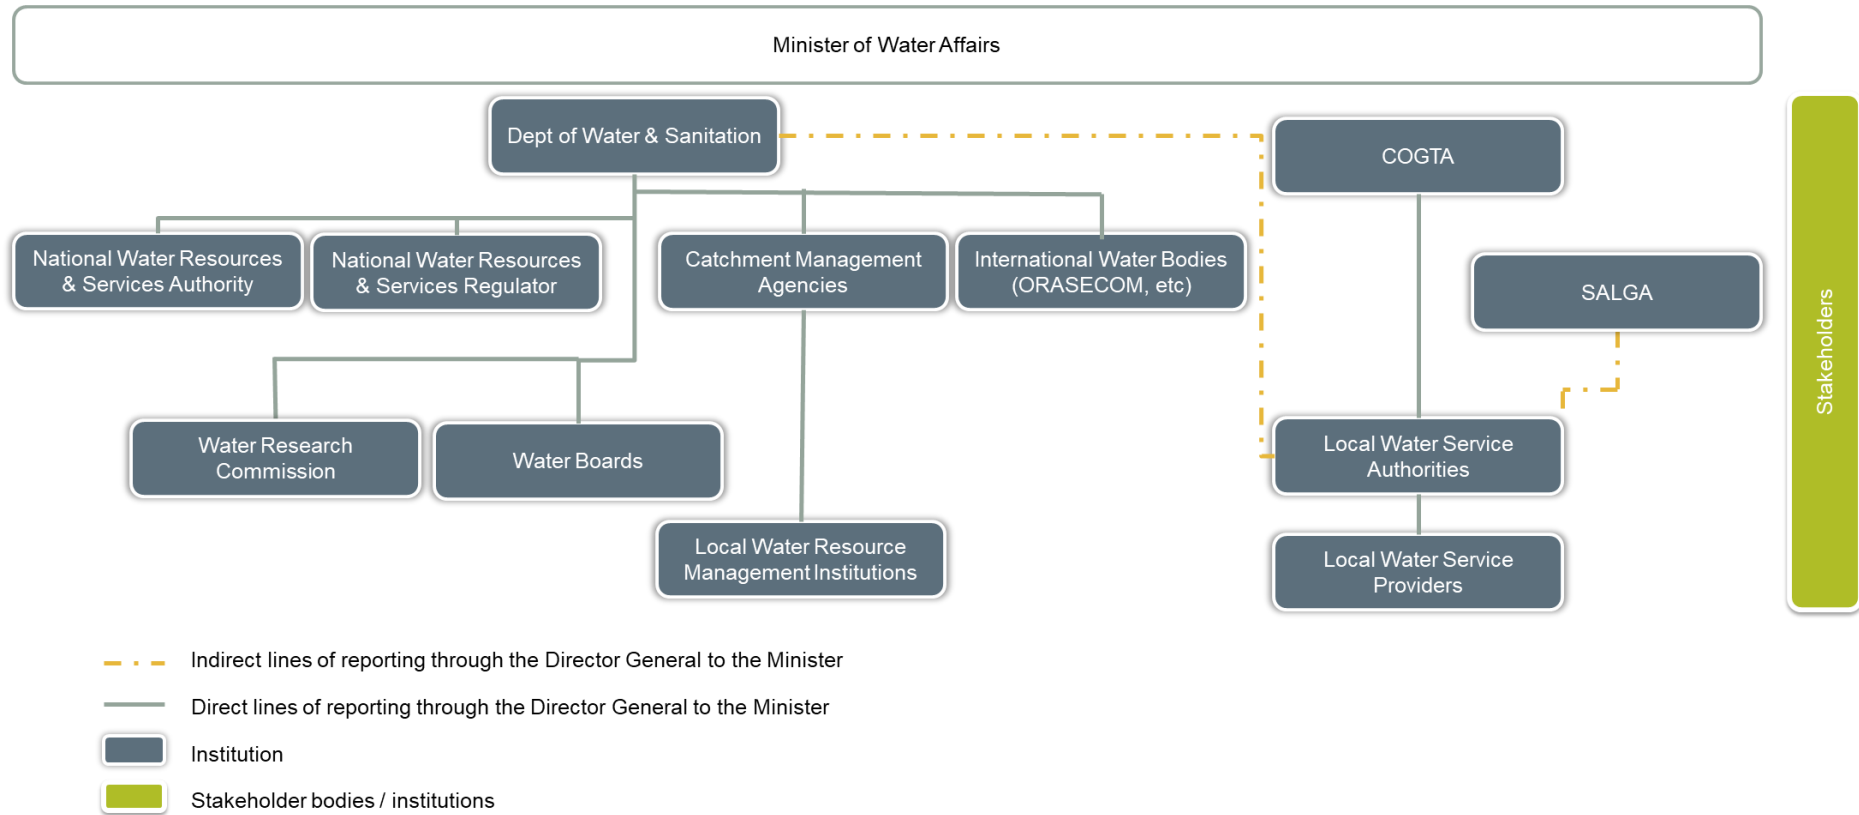 Minister of Water Affairs
Dept of Water & Sanitation
COGTA
National Water Resources
& Services Authority
National Water Resources
& Services Regulator
Catchment Management
Agencies
International Water Bodies
(ORASECOM, etc)
SALGA
Stakeholders
Water Research
Commission
Water Boards
Local Water Service
Authorities
Local Water Resource
Management Institutions
Local Water Service
Providers
Indirect lines of reporting through the Director General to the Minister
Direct lines of reporting through the Director General to the Minister
Institution
Stakeholder bodies / institutions